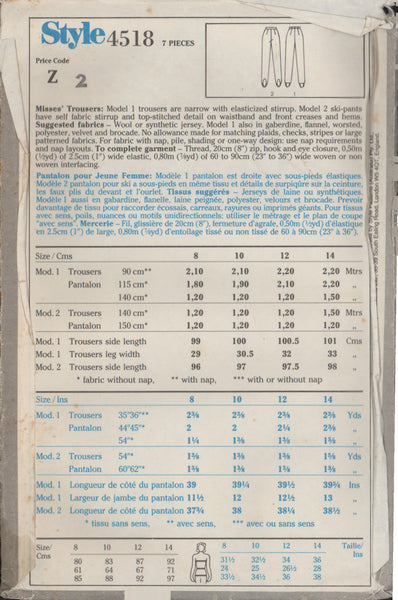 Style 4518 7 PIECES
Price Code
Z 2
2 1
Misses' Trousers: Model 1 trousers are narrow with elasticized stirrup. Model 2 ski-pants
have self fabric stirrup and top-stitched detail on waistband and front creases and hems.
Suggested fabrics – Wool or synthetic jersey. Model 1 also in gaberdine, flannel, worsted,
polyester, velvet and brocade. No allowance made for matching plaids, checks, stripes or large
patterned fabrics. For fabric with nap, pile, shading or one-way design: use nap requirements
and nap layouts. To complete garment – Thread, 20cm (8") zip, hook and eye closure, 0,50m
(½yd) of 2.5cm (1") wide elastic, 0,80m (⅞yd) of 60 to 90cm (23" to 36") wide woven or non
woven interfacing.
Pantalon pour Jeune Femme: Modèle 1 pantalon est droite avec sous-pieds élastiques.
Modèle 2 pantalon pour ski a sous-pieds en même tissu et détails de surpiqûre sur la ceinture,
les faux plis du devant et l'ourlet. Tissus suggérés – Jerseys de laine ou synthétiques.
Modèle 1 aussi en gabardine, flanelle, laine peignée, polyester, velours et brocade. Prevoir
davantage de tissu pour raccorder écossais, carreaux, rayures ou imprimés géants. Pour tissus
avec sens, poils, nuances ou motifs unidirectionnels: utiliser le métrage et le plan de coupe
"avec sens". Mercerie – Fil, glissière de 20cm (8"), fermeture d'agrafe, 0,50m (½yd) d'élastique
en 2.5cm (1") de large, 0,80m (⅞yd) d'entoilage tissé ou non tissé de 60 à 90cm (23" à 36").
Size/Cms 8 10 12 14
Mod. 1 Trousers 90 cm** 2,10 2,10 2,20 2,20 Mtrs
Pantalon 115 cm* 1,80 1,90 2,10 2,20 ,,
140 cm* 1,20 1,20 1,20 1,50 ,,
Mod. 2 Trousers 140 cm* 1,20 1,20 1,20 1,50 Mtrs
Pantalon 150 cm* 1,20 1,20 1,20 1,20 ,,
Mod. 1 Trousers side length 99 100 100.5 101 Cms
Mod. 1 Trousers leg width 29 30.5 32 33 ,,
Mod. 2 Trousers side length 96 97 97.5 98 ,,
* fabric without nap, ** with nap, *** with or without nap
Size/Ins 8 10 12 14
Mod. 1 Trousers 35"36"** 2⅜ 2⅜ 2⅜ 2⅜ Yds
Pantalon 44"45"* 2 2 2¼ 2⅜ ,,
54"* 1¼ 1⅜ 1⅜ 1⅝ ,,
Mod. 2 Trousers 54"* 1⅜ 1⅜ 1⅜ 1⅝ Yds
Pantalon 60"62"* 1⅜ 1⅜ 1⅜ 1⅜ ,,
Mod. 1 Longueur de côté du pantalon 39 39¼ 39½ 39¾ Ins
Mod. 1 Largeur de jambe du pantalon 11½ 12 12½ 13 ,,
Mod. 2 Longueur de côté du pantalon 37¾ 38 38¼ 38½ ,,
* tissu sans sens, ** avec sens, *** avec ou sans sens
Size/ 8 10 12 14 8 10 12 14 Taille/
Cms Ins
80 83 87 92 31½ 32½ 34 36
61 64 67 71 24 25 26½ 28
85 88 92 97 33½ 34½ 36 38